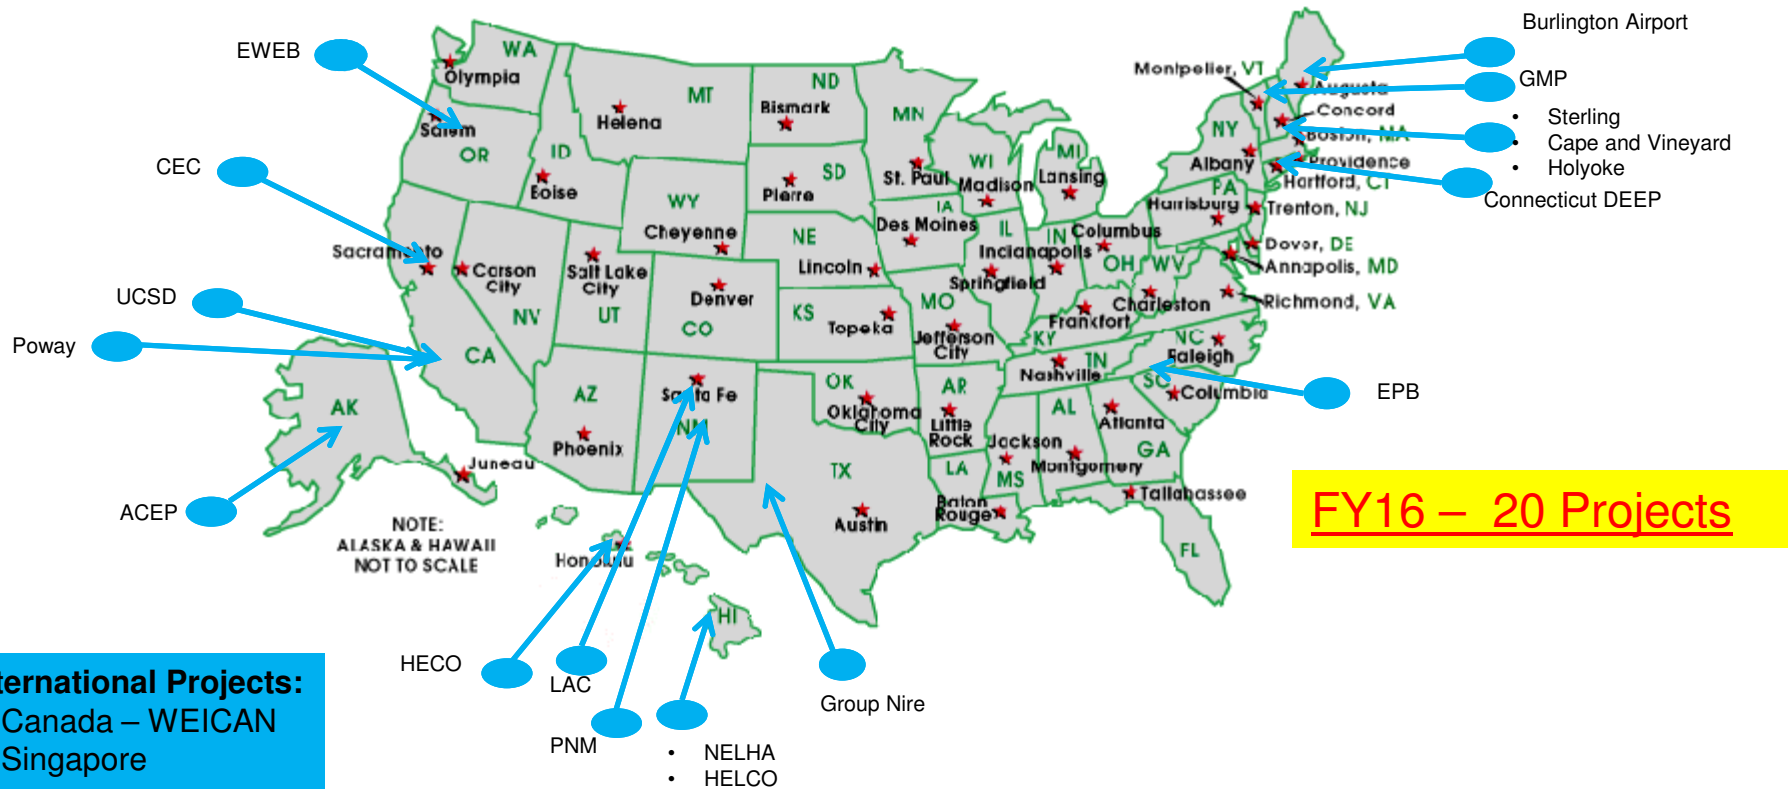 Burlington Airport
EWEB
WA
Olympia
MT
ND
Bismark
Helena
MN
Montpelier, VT
GMP
Augusta
Concord
Boston, MA
• Sterling
• Cape and Vineyard
• Holyoke
Salem
OR
ID
Boise
SD
Pierre
St. Paul
WI
Madison
MI
Lansing
NY
Albany
Providence
Hartford, CT
Connecticut DEEP
CEC
WY
Cheyenne
NE
Lincoln
IA
Des Moines
IL
Springfield
IN
Indianapolis
Columbus
OH
PA
Harrisburg
Trenton, NJ
Dover, DE
Annapolis, MD
WV
Charleston
Richmond, VA
Sacramento
Carson
City
NV
Salt Lake
City
UT
Denver
CO
KS
Topeka
MO
Jefferson
City
Frankfort
KY
UCSD
Poway
CA
AZ
Phoenix
Santa Fe
NM
OK
Oklahoma
City
AR
Little
Rock
Nashville
TN
NC
Raleigh
SC
Columbia
EPB
AK
Juneau
ACEP
TX
Austin
LA
Baton
Rouge
Jackson
MS
AL
Montgomery
Atlanta
GA
Tallahassee
FL
FY16 – 20 Projects
NOTE:
ALASKA & HAWAII
NOT TO SCALE
Honolulu
HI
HECO
LAC
PNM
• NELHA
• HELCO
Group Nire
ternational Projects:
Canada – WEICAN
Singapore